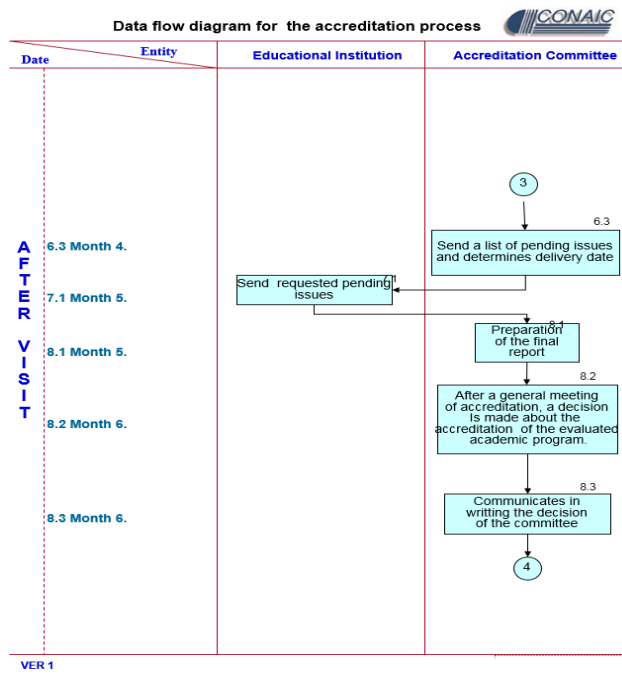 Data flow diagram for  the accreditation process
CONAIC
Entity
Date
Educational Institution
Accreditation Committee
3
6.3
AFTER VISIT
6.3 Month 4.
Send a list of pending issues
and determines delivery date
7.1
Send  requested pending
issues
7.1 Month 5.
8.1
Preparation
of the final
report
8.1 Month 5.
8.2
After a general meeting
of accreditation, a decision
Is made about the
accreditation  of the evaluated
academic program.
8.2 Month 6.
8.3
Communicates in
writting the decision
of the committee
8.3 Month 6.
4
VER 1